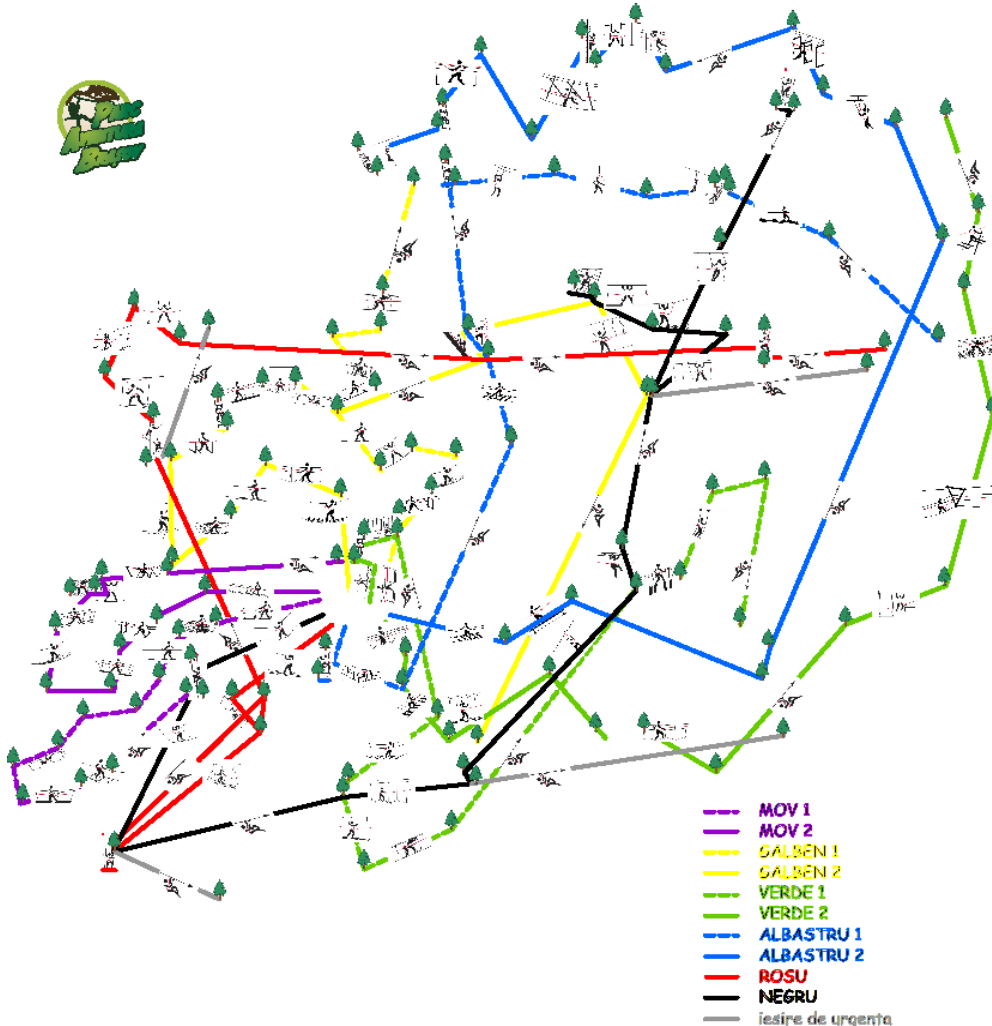 Parc
Aventura
Brasov
MOV 1
MOV 2
GALBEN 1
GALBEN 2
VERDE 1
VERDE 2
ALBASTRU 1
ALBASTRU 2
ROSU
NEGRU
iesire de urgenta